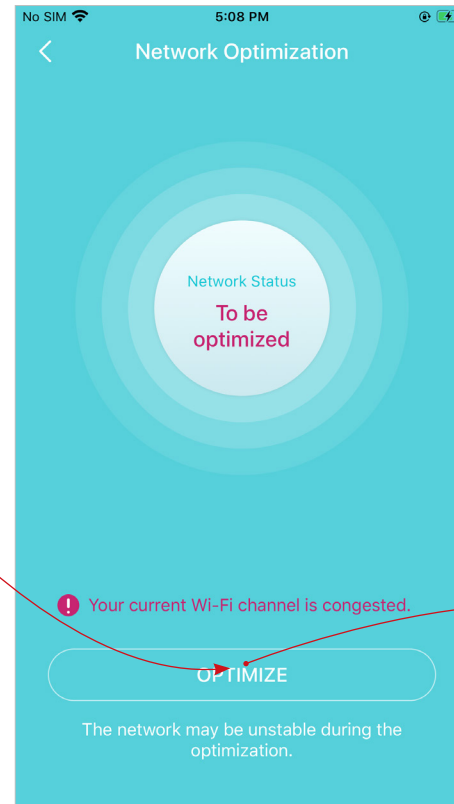 No SIM 5:08 PM
Network Optimization
Network Status
To be
optimized
Your current Wi-Fi channel is congested.
OPTIMIZE
The network may be unstable during the
optimization.